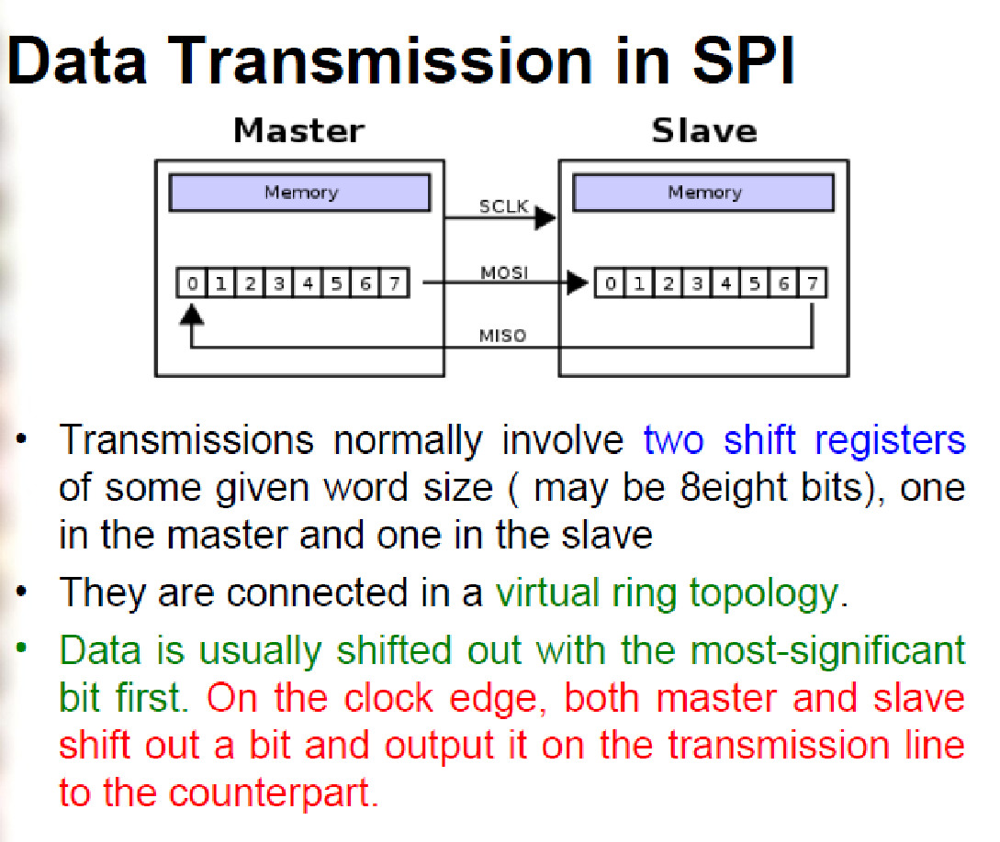 Data Transmission in SPI
Master
Slave
Memory
Memory
SCLK
0 1 2 3 4 5 6 7
MOSI
0 1 2 3 4 5 6 7
MISO
• Transmissions normally involve two shift registers
of some given word size ( may be 8eight bits), one
in the master and one in the slave
• They are connected in a virtual ring topology.
• Data is usually shifted out with the most-significant
bit first. On the clock edge, both master and slave
shift out a bit and output it on the transmission line
to the counterpart.